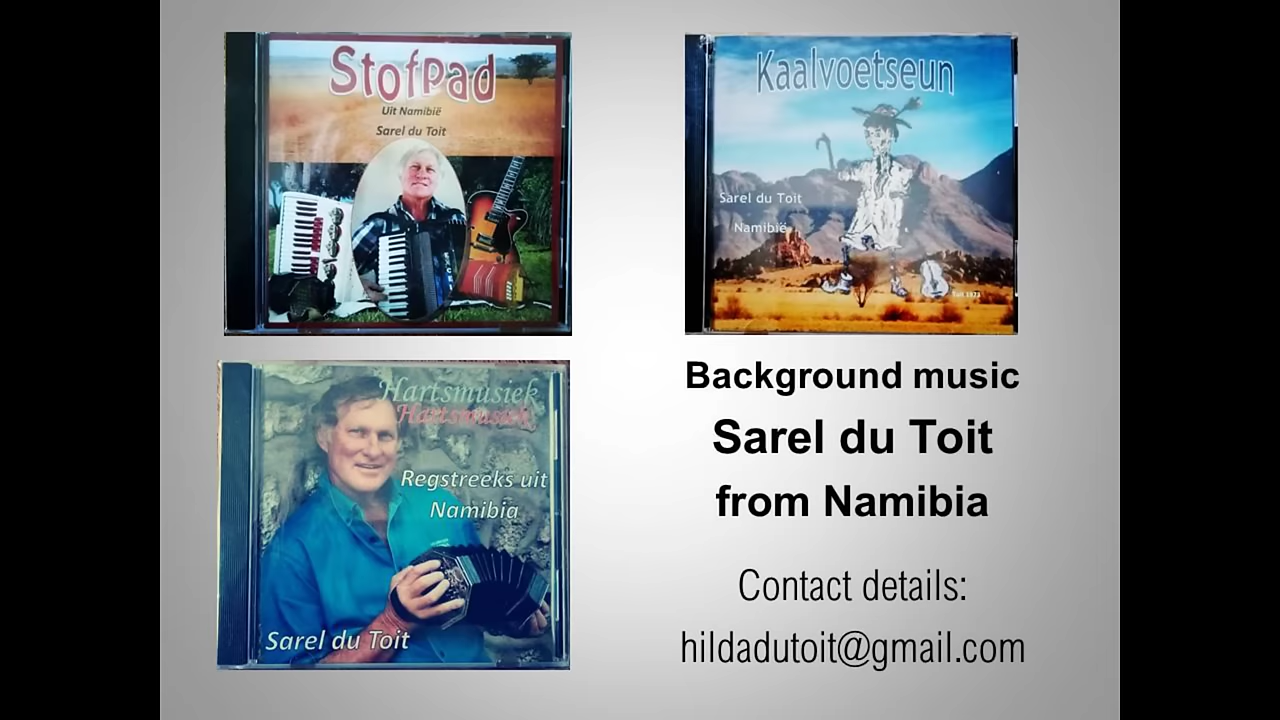 Stofpad
Uit Namibië
Sarel du Toit
Kaalvoetseun
Sarel du Toit
Namibië
Hartsmusiek
Hartsmusiek
Regstreeks uit
Namibia
Sarel du Toit
Background music
Sarel du Toit
from Namibia
Contact details:
hildadutoit@gmail.com